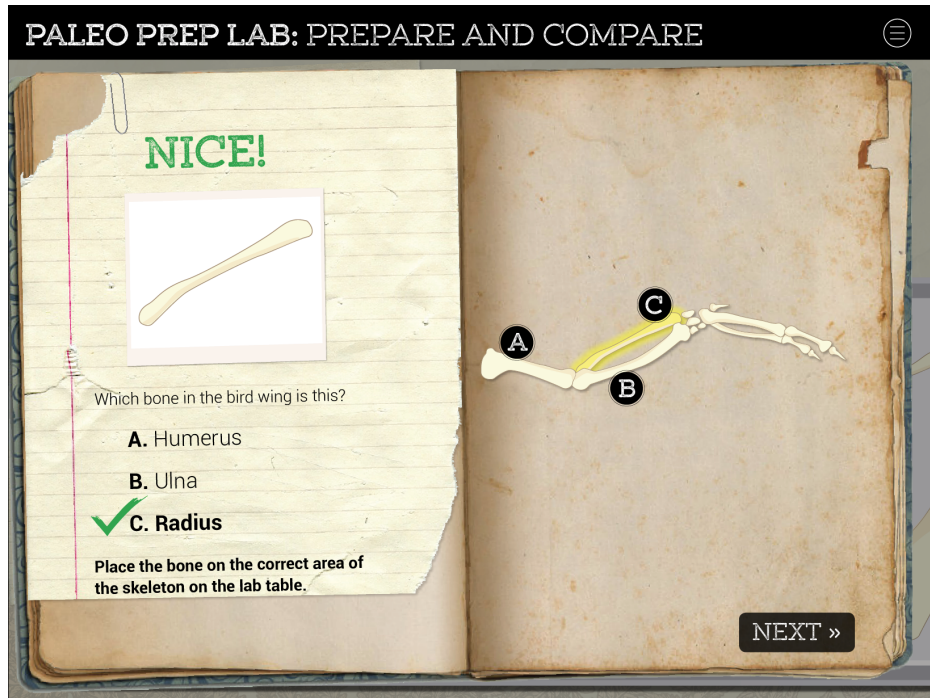 PALEO PREP LAB: PREPARE AND COMPARE
NICE!
Which bone in the bird wing is this?
A. Humerus
B. Ulna
C. Radius
Place the bone on the correct area of
the skeleton on the lab table.
C
A
B
NEXT »